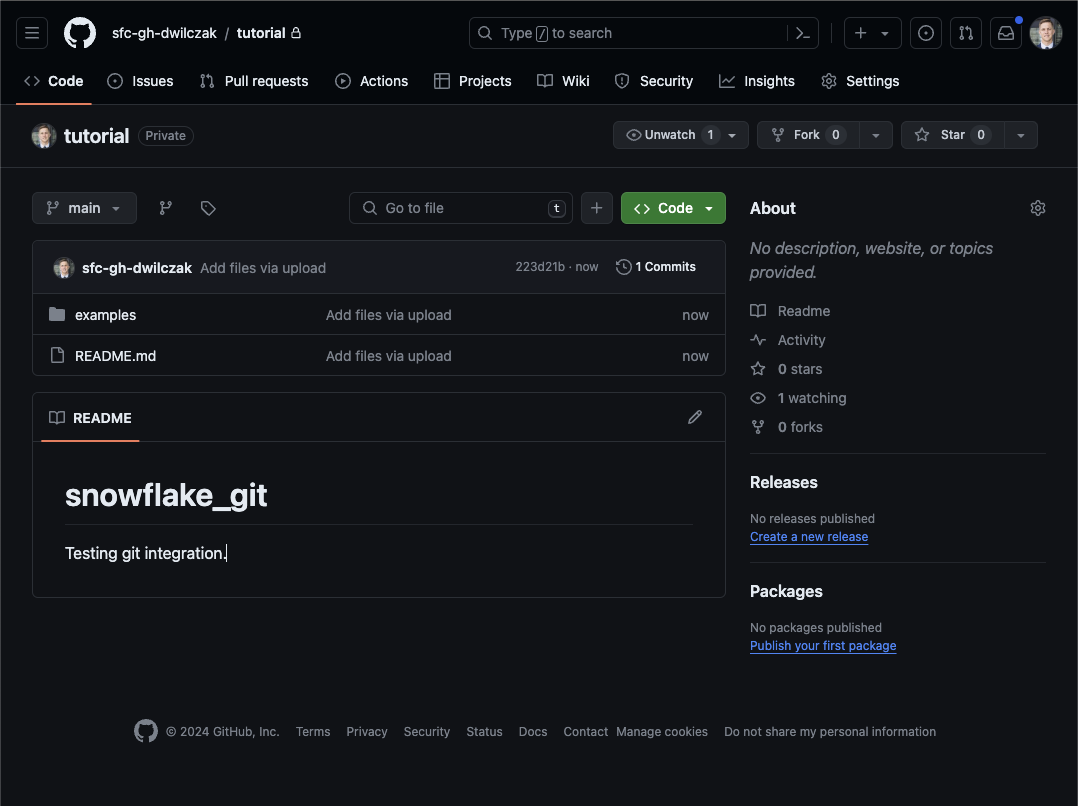 sfc-gh-dwilczak / tutorial
Type / to search
Code
Issues
Pull requests
Actions
Projects
Wiki
Security
Insights
Settings
tutorial Private
Unwatch 1
Fork 0
Star 0
main
Go to file t
Code
sfc-gh-dwilczak Add files via upload 223d21b · now 1 Commits
examples Add files via upload now
README.md Add files via upload now
README
snowflake_git
Testing git integration.
About
No description, website, or topics
provided.
Readme
Activity
0 stars
1 watching
0 forks
Releases
No releases published
Create a new release
Packages
No packages published
Publish your first package
© 2024 GitHub, Inc. Terms Privacy Security Status Docs Contact Manage cookies Do not share my personal information